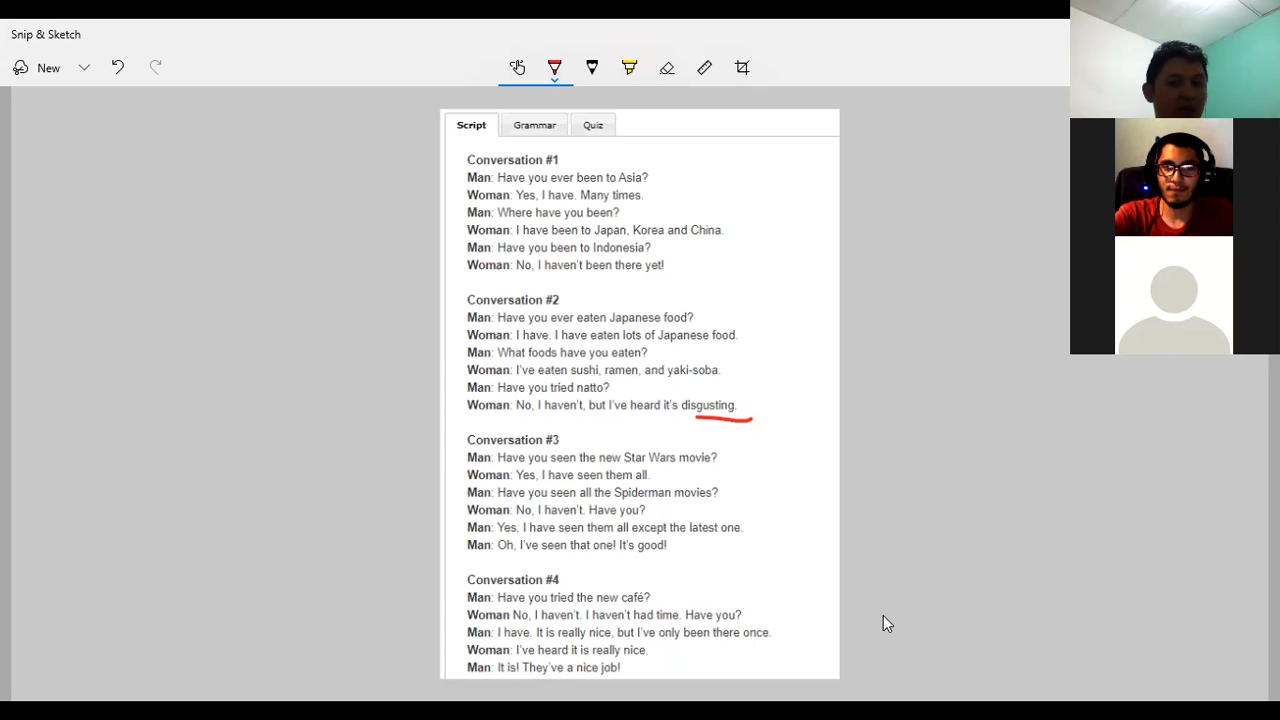 Snip & Sketch
New
Script Grammar Quiz
Conversation #1
Man: Have you ever been to Asia?
Woman: Yes, I have. Many times.
Man: Where have you been?
Woman: I have been to Japan, Korea and China.
Man: Have you been to Indonesia?
Woman: No, I haven't been there yet!
Conversation #2
Man: Have you ever eaten Japanese food?
Woman: I have. I have eaten lots of Japanese food.
Man: What foods have you eaten?
Woman: I've eaten sushi, ramen, and yaki-soba.
Man: Have you tried natto?
Woman: No, I haven't, but I've heard it's disgusting.
Conversation #3
Man: Have you seen the new Star Wars movie?
Woman: Yes, I have seen them all.
Man: Have you seen all the Spiderman movies?
Woman: No, I haven't. Have you?
Man: Yes, I have seen them all except the latest one.
Man: Oh, I've seen that one! It's good!
Conversation #4
Man: Have you tried the new café?
Woman No, I haven't. I haven't had time. Have you?
Man: I have. It is really nice, but I've only been there once.
Woman: I've heard it is really nice.
Man: It is! They've a nice job!